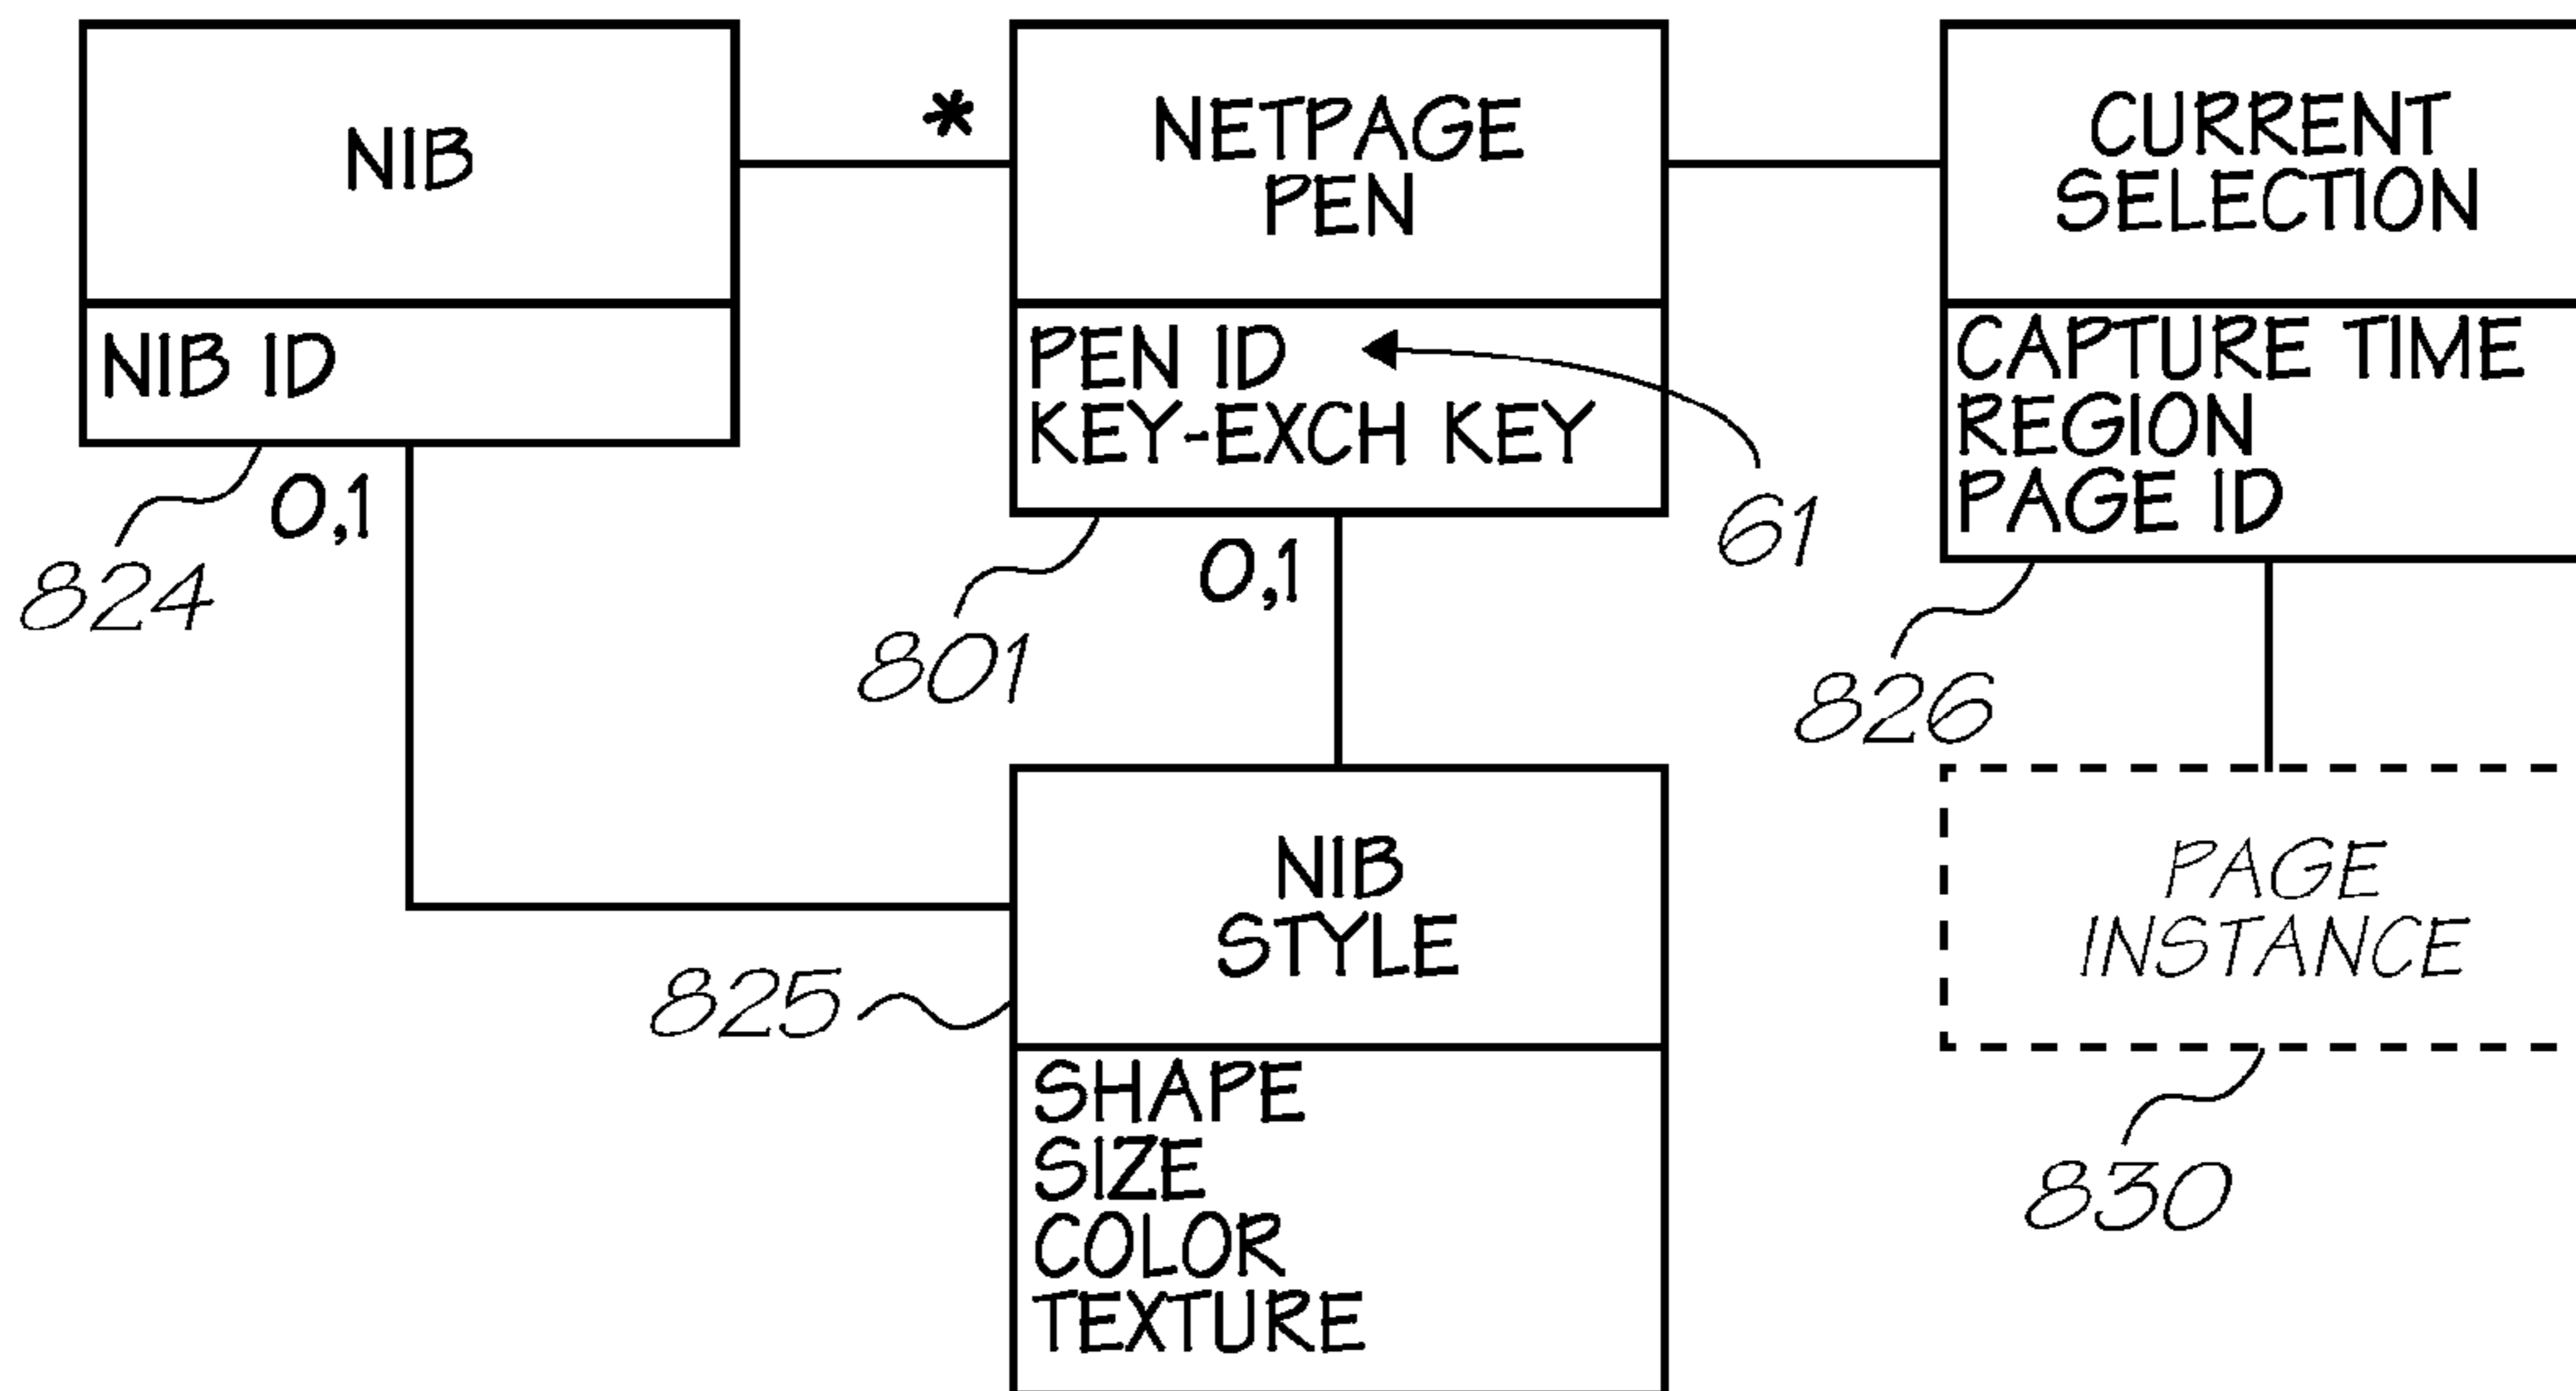 NIB
NIB ID
824
0,1
*
NETPAGE
PEN
PEN ID
KEY-EXCH KEY
61
801
0,1
CURRENT
SELECTION
CAPTURE TIME
REGION
PAGE ID
826
NIB
STYLE
825
SHAPE
SIZE
COLOR
TEXTURE
PAGE
INSTANCE
830